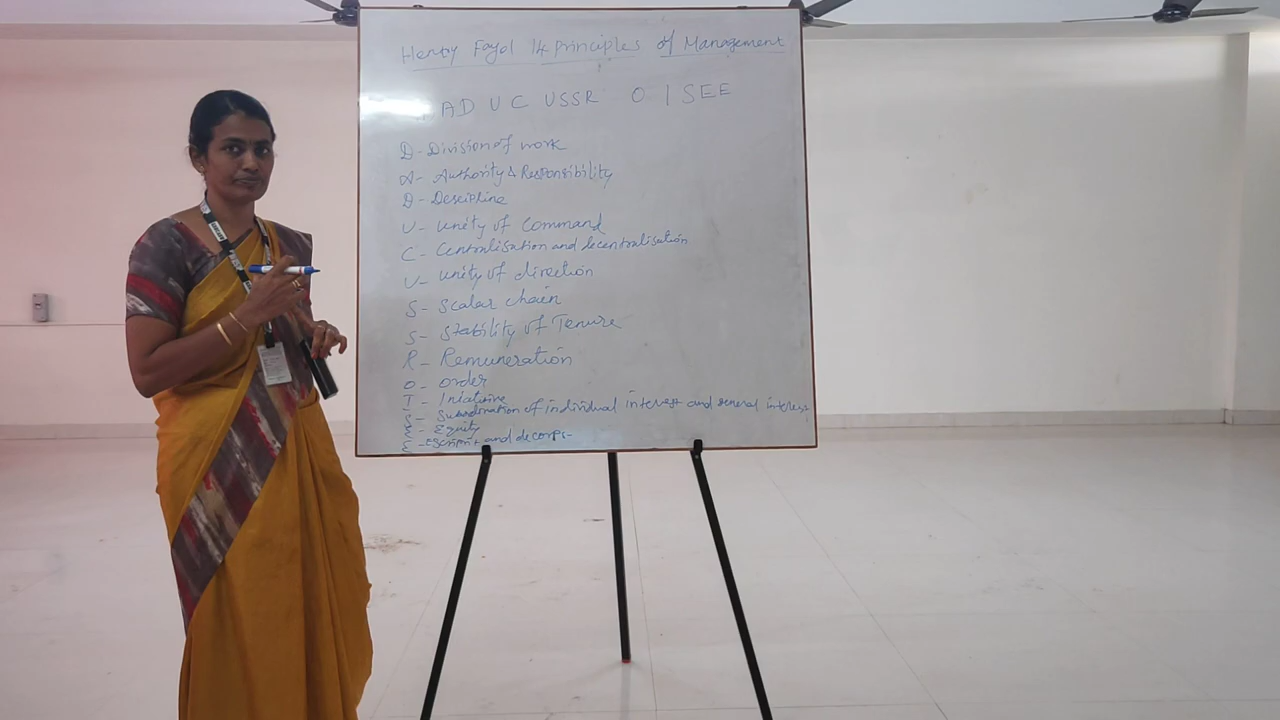 Henry Fayol 14 Principles of Management
AD U C USSR O I SEE
D - Division of work
A - Authority & Responsibility
D - Descipline
U - Unity of Command
C - Centralisation and decentralisation
U - Unity of direction
S - Scalar chain
S - Stability of Tenure
R - Remuneration
O - Order
I - Iniative
S - Subordination of individual interest and general interest
E - Equity
E - and decorps-